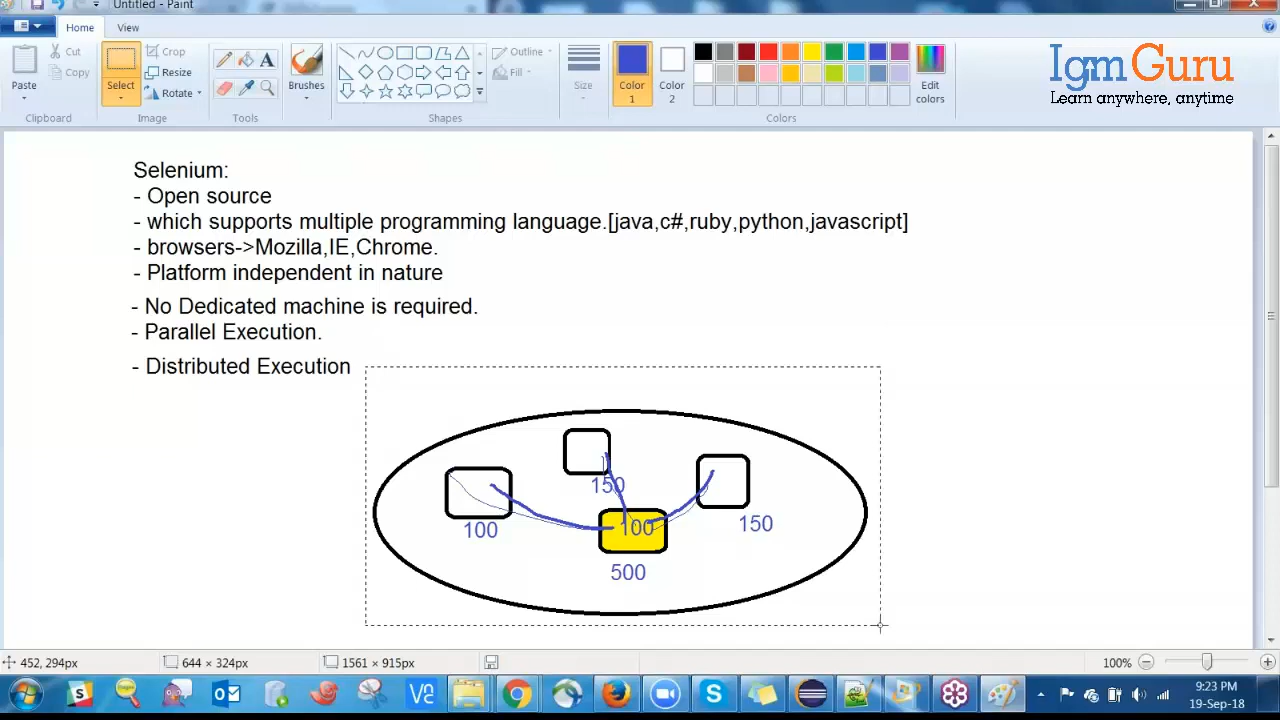 Untitled - Paint
Home View
Paste
Cut
Copy
Clipboard
Select
Crop
Resize
Rotate
Image
A
Tools
Brushes
Outline
Fill
Shapes
Size
Color 1
Color 2
Edit colors
Colors
IgmGuru
Learn anywhere, anytime
Selenium:
- Open source
- which supports multiple programming language.[java,c#,ruby,python,javascript]
- browsers->Mozilla,IE,Chrome.
- Platform independent in nature
- No Dedicated machine is required.
- Parallel Execution.
- Distributed Execution
150
100
100
150
500
452, 294px 644 × 324px 1561 × 915px 100%
9:23 PM
19-Sep-18